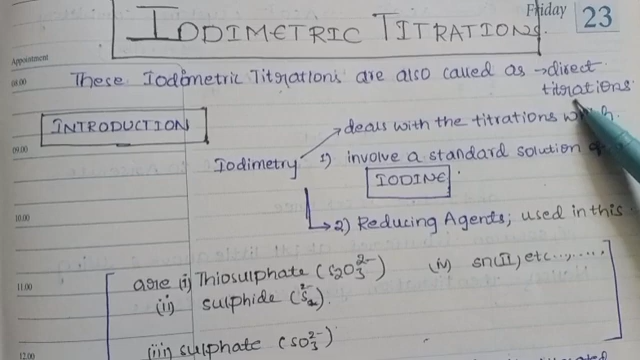 Friday 23
IODIMETRIC TITRATIONS.
Appointment
08.00 These Iodometric Titrations are also called as → direct
titrations.
INTRODUCTION
→ deals with the titrations which
09.00
Iodimetry 1) involve a standard solution
IODINE
10.00
→ 2) Reducing Agents; used in this
are (i) Thiosulphate (S2O3^2-) (iv) Sn(II) etc........
11.00
(ii) sulphide (S^2-).
(iii) sulphate (SO3^2-)
12.00